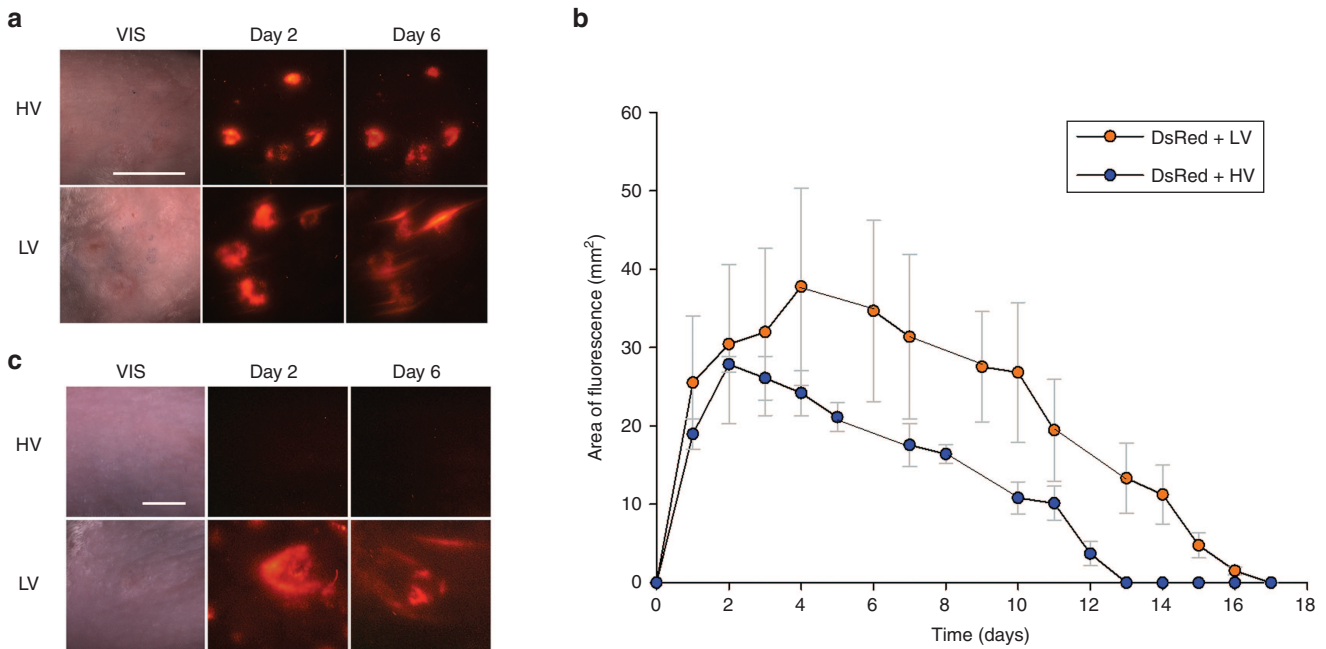 a
VIS Day 2 Day 6
HV
LV
b
60
50
40
30
20
10
0
Area of fluorescence (mm²)
DsRed + LV
DsRed + HV
0 2 4 6 8 10 12 14 16 18
Time (days)
c
VIS Day 2 Day 6
HV
LV